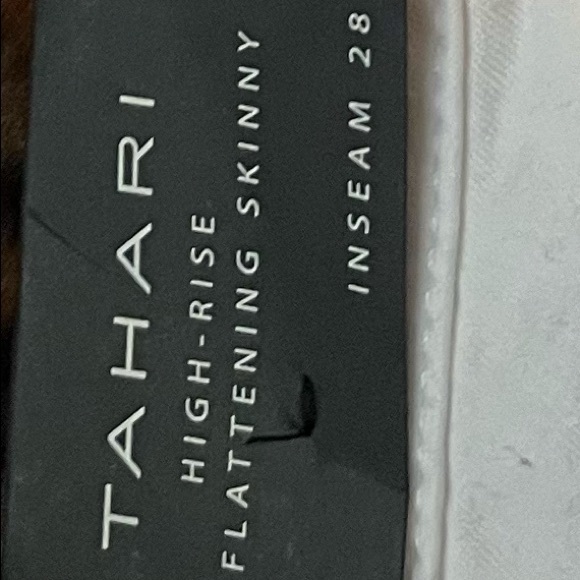 TAHARI
HIGH-RISE
FLATTENING SKINNY
INSEAM 28